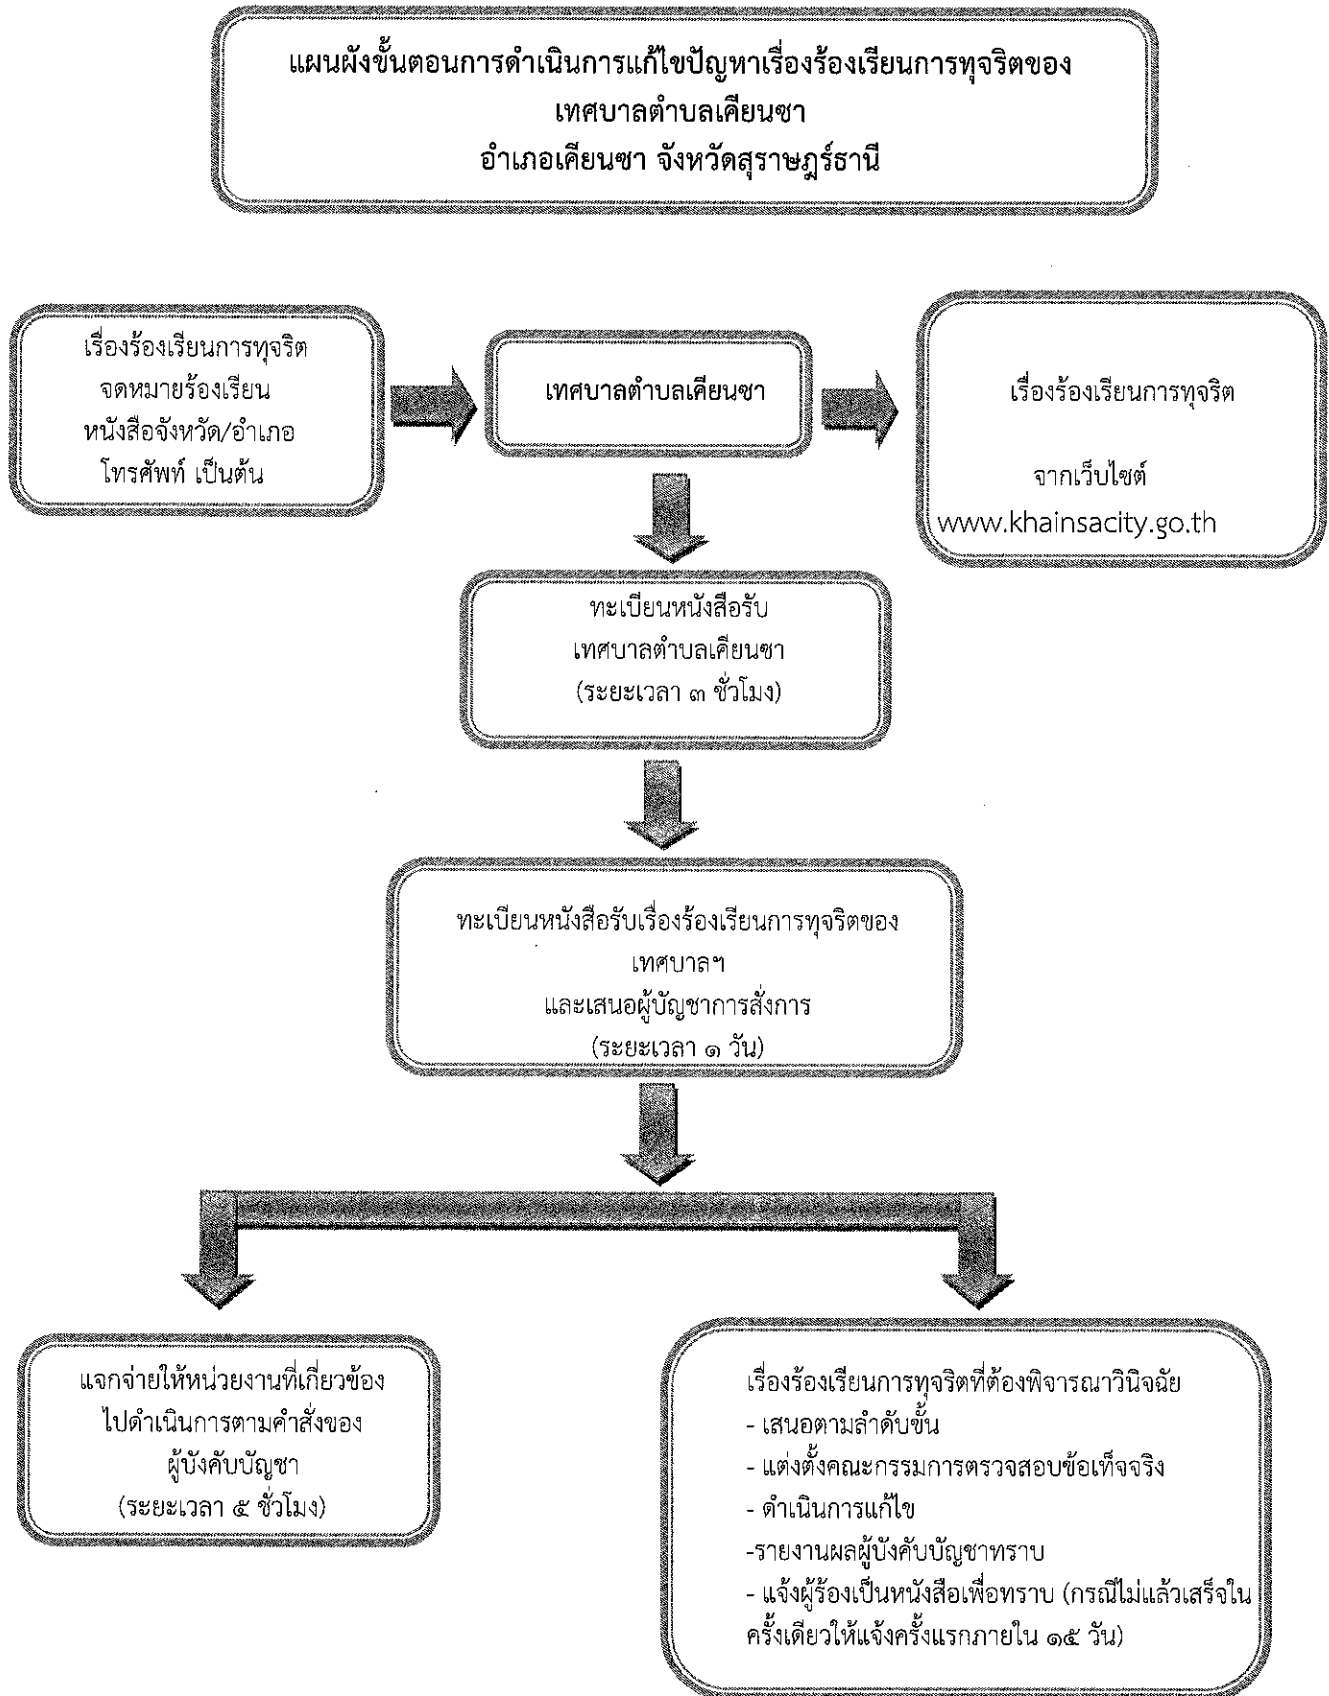 แผนผังขั้นตอนการดำเนินการแก้ไขปัญหาเรื่องร้องเรียนการทุจริตของ
เทศบาลตำบลเคียนซา
อำเภอเคียนซา จังหวัดสุราษฎร์ธานี
เรื่องร้องเรียนการทุจริต
จดหมายร้องเรียน
หนังสือจังหวัด/อำเภอ
โทรศัพท์ เป็นต้น
เทศบาลตำบลเคียนซา
เรื่องร้องเรียนการทุจริต
จากเว็บไซต์
www.khainsacity.go.th
ทะเบียนหนังสือรับ
เทศบาลตำบลเคียนซา
(ระยะเวลา ๓ ชั่วโมง)
ทะเบียนหนังสือรับเรื่องร้องเรียนการทุจริตของ
เทศบาลฯ
และเสนอผู้บัญชาการสั่งการ
(ระยะเวลา ๑ วัน)
แจกจ่ายให้หน่วยงานที่เกี่ยวข้อง
ไปดำเนินการตามคำสั่งของ
ผู้บังคับบัญชา
(ระยะเวลา ๕ ชั่วโมง)
เรื่องร้องเรียนการทุจริตที่ต้องพิจารณาวินิจฉัย
- เสนอตามลำดับขั้น
- แต่งตั้งคณะกรรมการตรวจสอบข้อเท็จจริง
- ดำเนินการแก้ไข
-รายงานผลผู้บังคับบัญชาทราบ
- แจ้งผู้ร้องเป็นหนังสือเพื่อทราบ (กรณีไม่แล้วเสร็จใน
ครั้งเดียวให้แจ้งครั้งแรกภายใน ๑๕ วัน)